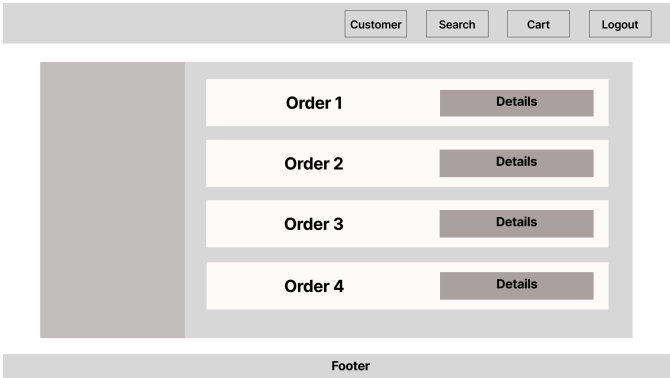 Customer Search Cart Logout
Order 1 Details
Order 2 Details
Order 3 Details
Order 4 Details
Footer